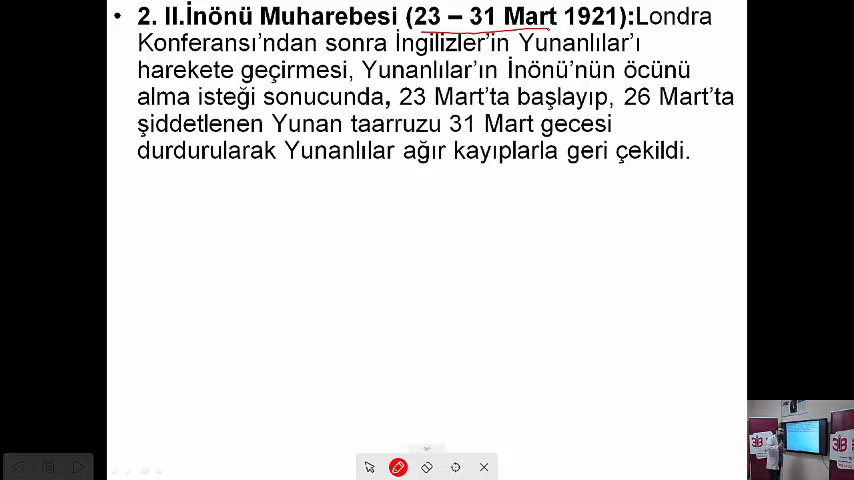 • 2. II.İnönü Muharebesi (23 – 31 Mart 1921):Londra
Konferansı’ndan sonra İngilizler’in Yunanlılar’ı
harekete geçirmesi, Yunanlılar’ın İnönü’nün öcünü
alma isteği sonucunda, 23 Mart’ta başlayıp, 26 Mart’ta
şiddetlenen Yunan taarruzu 31 Mart gecesi
durdurularak Yunanlılar ağır kayıplarla geri çekildi.